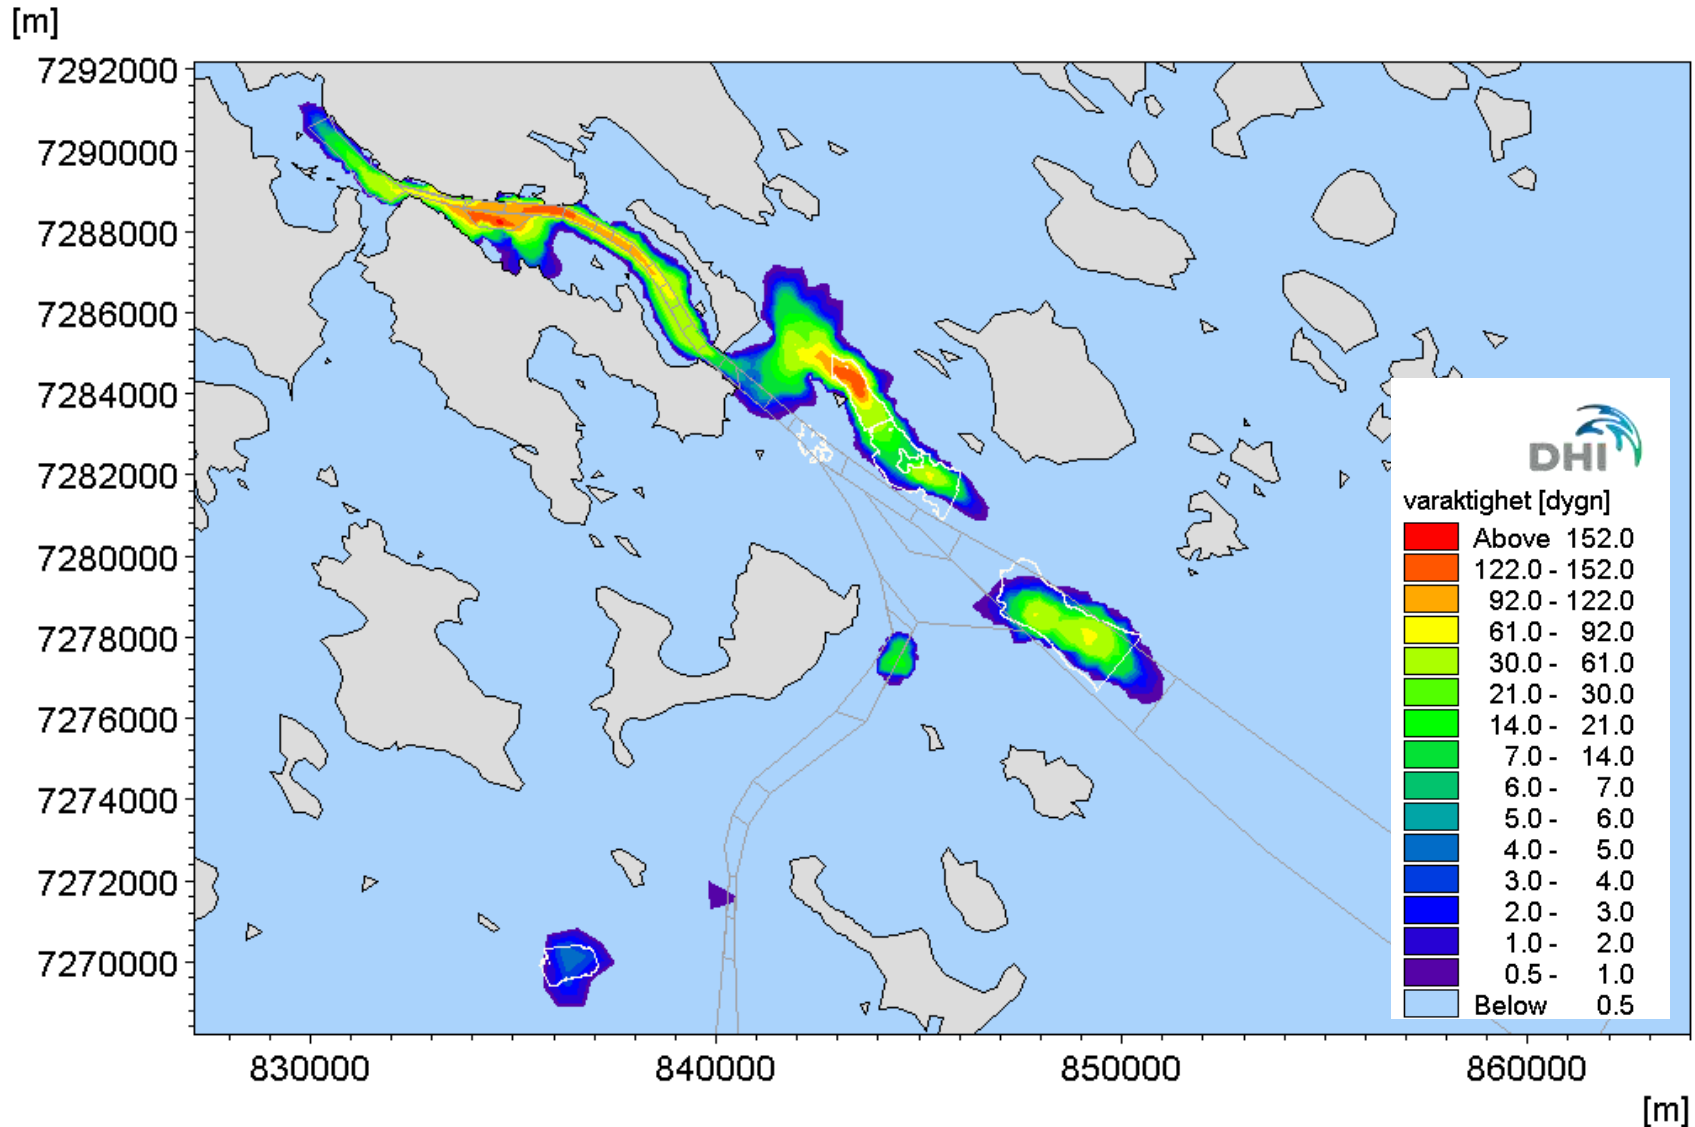 [m]
7292000
7290000
7288000
7286000
7284000
7282000
7280000
7278000
7276000
7274000
7272000
7270000
830000 840000 850000 860000
[m]
DHI
varaktighet [dygn]
Above 152.0
122.0 - 152.0
92.0 - 122.0
61.0 - 92.0
30.0 - 61.0
21.0 - 30.0
14.0 - 21.0
7.0 - 14.0
6.0 - 7.0
5.0 - 6.0
4.0 - 5.0
3.0 - 4.0
2.0 - 3.0
1.0 - 2.0
0.5 - 1.0
Below 0.5